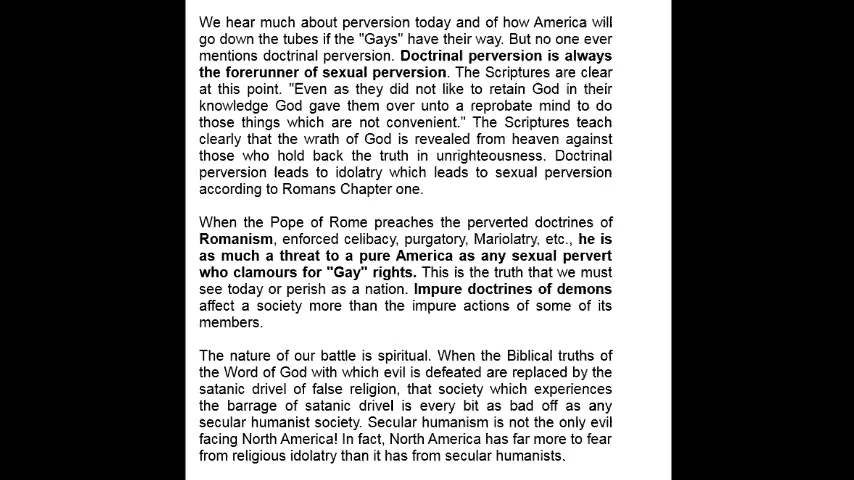 We hear much about perversion today and of how America will
go down the tubes if the "Gays" have their way. But no one ever
mentions doctrinal perversion. Doctrinal perversion is always
the forerunner of sexual perversion. The Scriptures are clear
at this point. "Even as they did not like to retain God in their
knowledge God gave them over unto a reprobate mind to do
those things which are not convenient." The Scriptures teach
clearly that the wrath of God is revealed from heaven against
those who hold back the truth in unrighteousness. Doctrinal
perversion leads to idolatry which leads to sexual perversion
according to Romans Chapter one.
When the Pope of Rome preaches the perverted doctrines of
Romanism, enforced celibacy, purgatory, Mariolatry, etc., he is
as much a threat to a pure America as any sexual pervert
who clamours for "Gay" rights. This is the truth that we must
see today or perish as a nation. Impure doctrines of demons
affect a society more than the impure actions of some of its
members.
The nature of our battle is spiritual. When the Biblical truths of
the Word of God with which evil is defeated are replaced by the
satanic drivel of false religion, that society which experiences
the barrage of satanic drivel is every bit as bad off as any
secular humanist society. Secular humanism is not the only evil
facing North America! In fact, North America has far more to fear
from religious idolatry than it has from secular humanists.